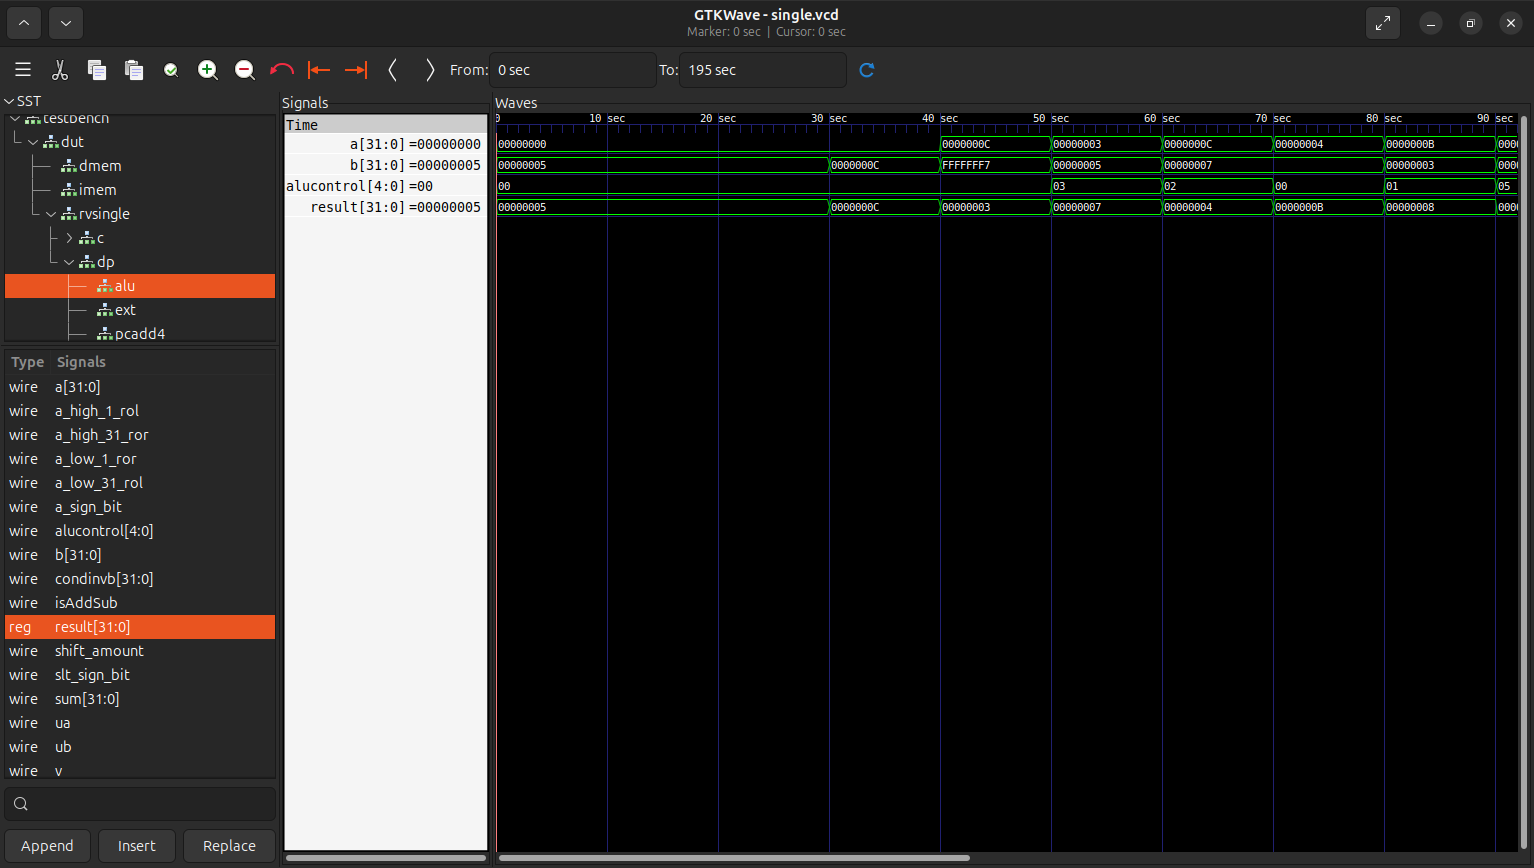 GTKWave - single.vcd
Marker: 0 sec | Cursor: 0 sec
From: 0 sec To: 195 sec
SST
testbench
dut
dmem
imem
rvsingle
c
dp
alu
ext
pcadd4
Type Signals
wire a[31:0]
wire a_high_1_rol
wire a_high_31_ror
wire a_low_1_ror
wire a_low_31_rol
wire a_sign_bit
wire alucontrol[4:0]
wire b[31:0]
wire condinvb[31:0]
wire isAddSub
reg result[31:0]
wire shift_amount
wire slt_sign_bit
wire sum[31:0]
wire ua
wire ub
wire v
Append Insert Replace
Signals
Time
a[31:0] =00000000
b[31:0] =00000005
alucontrol[4:0] =00
result[31:0] =00000005
Waves
0 10 sec 20 sec 30 sec 40 sec 50 sec 60 sec 70 sec 80 sec 90 sec
00000000 0000000C 00000003 0000000C 00000004 0000000B 0000
00000005 0000000C FFFFFFF7 00000005 00000007 00000003 0000
00 03 02 00 01 05
00000005 0000000C 00000003 00000007 00000004 0000000B 00000008 0000